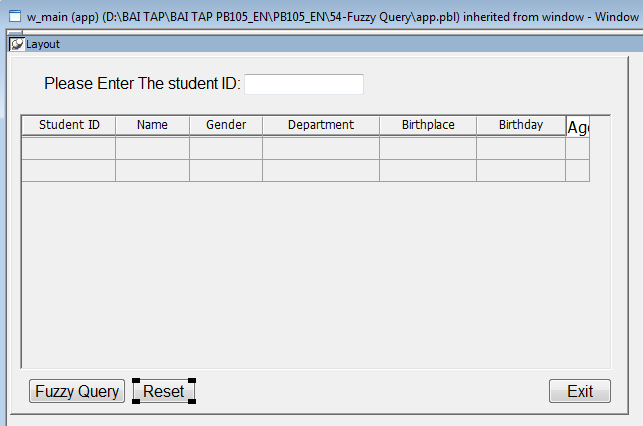 w_main (app) (D:\BAI TAP\BAI TAP PB105_EN\PB105_EN\54-Fuzzy Query\app.pbl) inherited from window - Window
Layout
Please Enter The student ID:
Student ID Name Gender Department Birthplace Birthday Age
Fuzzy Query Reset Exit